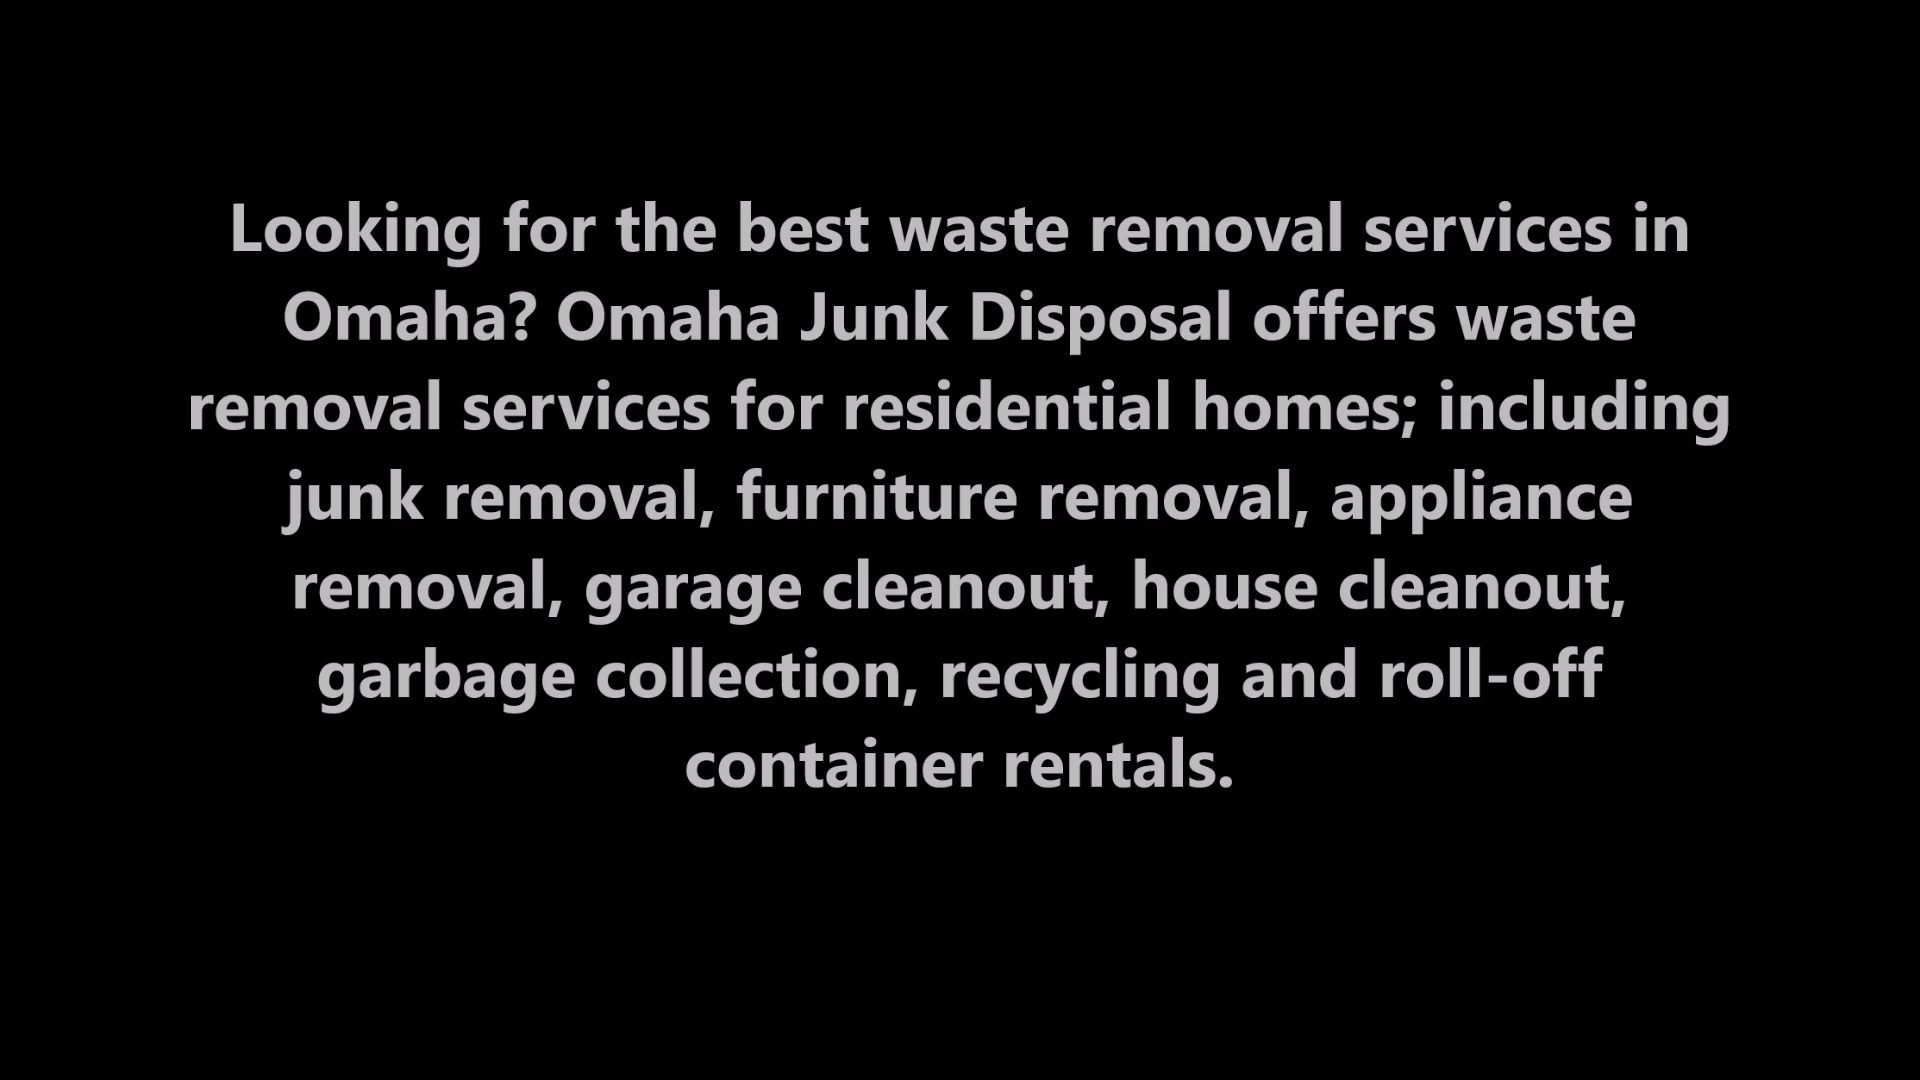 Looking for the best waste removal services in
Omaha? Omaha Junk Disposal offers waste
removal services for residential homes; including
junk removal, furniture removal, appliance
removal, garage cleanout, house cleanout,
garbage collection, recycling and roll-off
container rentals.